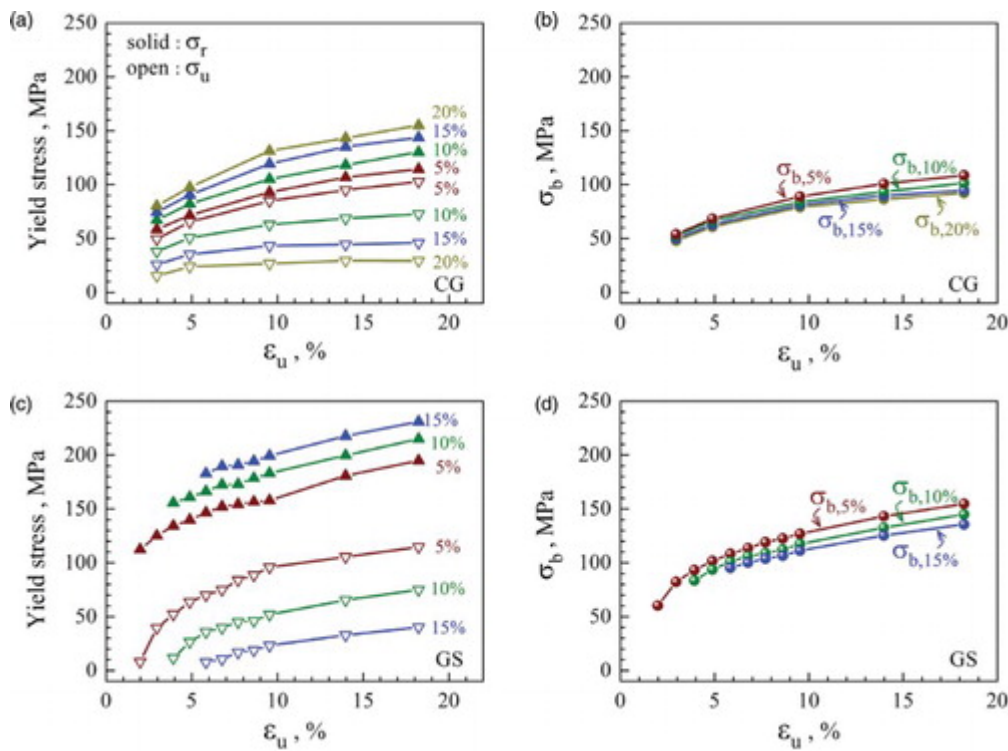 (a)
250
200
150
100
50
0
Yield stress , MPa
solid : σr
open : σu
20%
15%
10%
5%
5%
10%
15%
20%
CG
0 5 10 15 20
εu , %
(b)
250
200
150
100
50
0
σb , MPa
σb,5%
σb,10%
σb,15%
σb,20%
CG
0 5 10 15 20
εu , %
(c)
250
200
150
100
50
0
Yield stress , MPa
15%
10%
5%
5%
10%
15%
GS
0 5 10 15 20
εu , %
(d)
250
200
150
100
50
0
σb , MPa
σb,5%
σb,10%
σb,15%
GS
0 5 10 15 20
εu , %